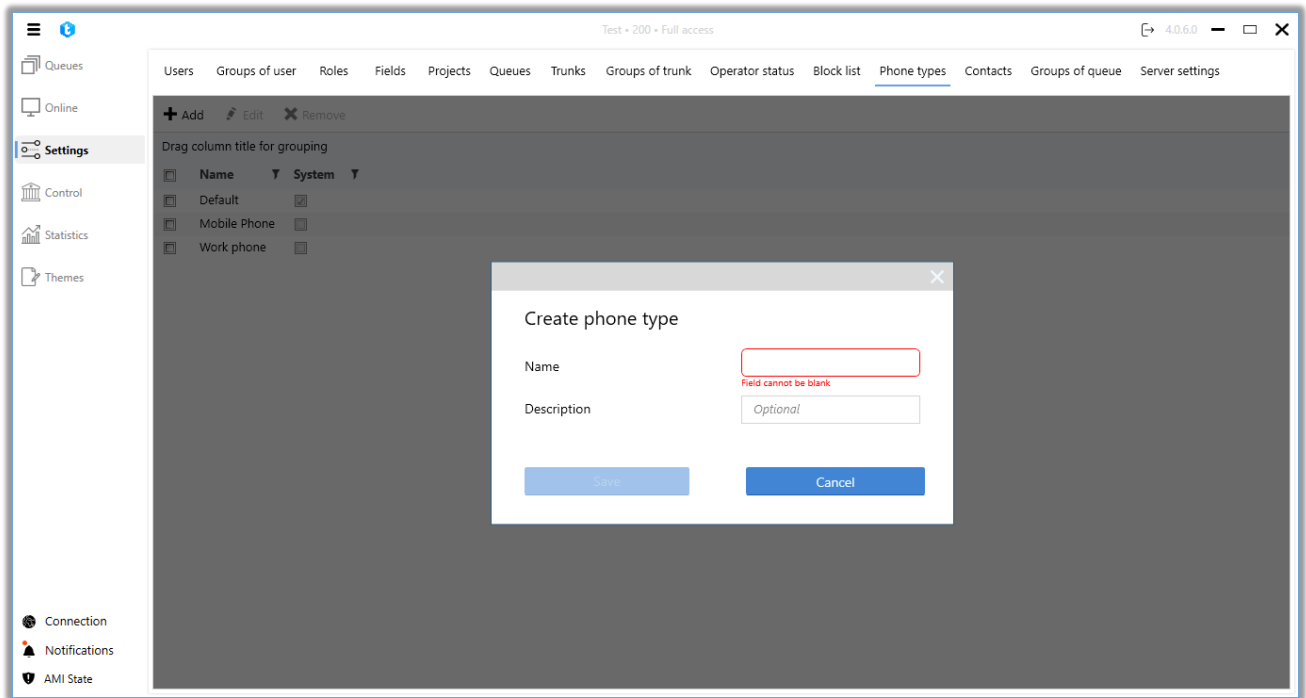 Test • 200 • Full access
4.0.6.0
Queues
Online
Settings
Control
Statistics
Themes
Connection
Notifications
AMI State
Users Groups of user Roles Fields Projects Queues Trunks Groups of trunk Operator status Block list Phone types Contacts Groups of queue Server settings
Add Edit Remove
Drag column title for grouping
Name System
Default
Mobile Phone
Work phone
Create phone type
Name
Field cannot be blank
Description Optional
Save Cancel